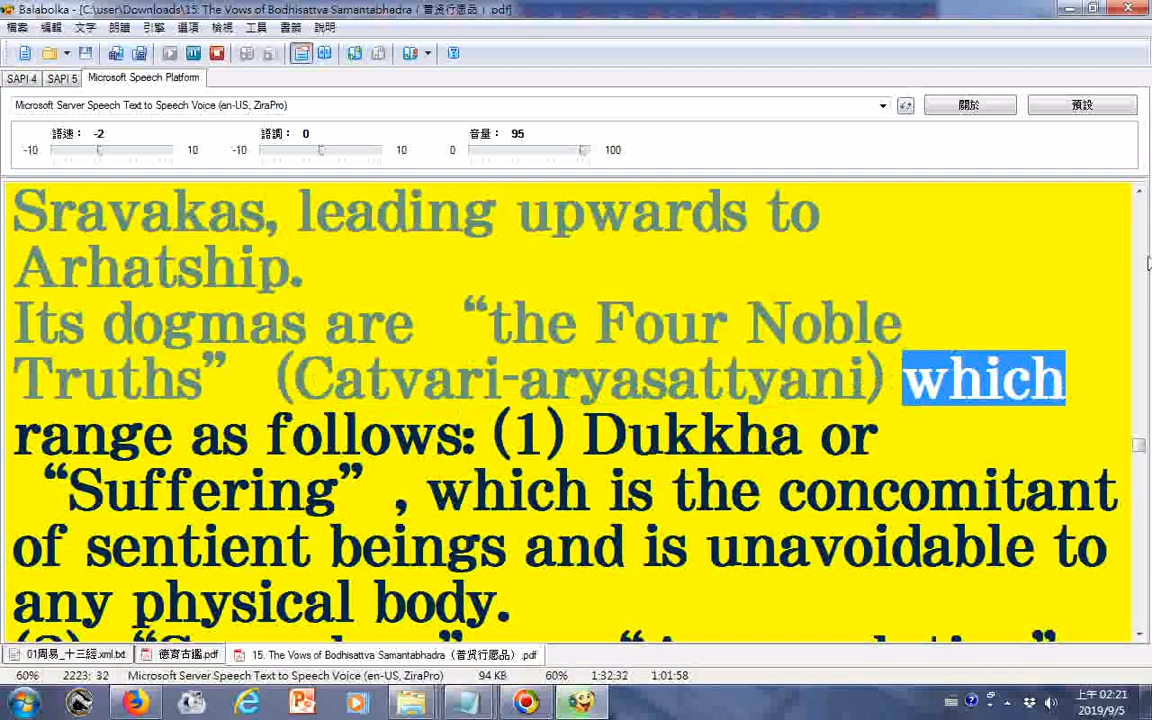 Balabolka - [C:\user\Downloads\15. The Vows of Bodhisattva Samantabhadra (普贤行愿品).pdf]
檔案 編輯 文字 朗讀 引擎 選項 檢視 工具 書籤 說明
SAPI 4 SAPI 5 Microsoft Speech Platform
Microsoft Server Speech Text to Speech Voice (en-US, ZiraPro) 關於 預設
語速： -2 語調： 0 音量： 95
-10 10 -10 10 0 100
Sravakas, leading upwards to
Arhatship.
Its dogmas are “the Four Noble
Truths” (Catvari-aryasattyani) which
range as follows: (1) Dukkha or
“Suffering” , which is the concomitant
of sentient beings and is unavoidable to
any physical body.
01周易_十三經.xml.txt 德育古鑑.pdf 15. The Vows of Bodhisattva Samantabhadra（普贤行愿品）.pdf
60% 2223: 32 Microsoft Server Speech Text to Speech Voice (en-US, ZiraPro) 94 KB 60% 1:32:32 1:01:58
上午 02:21
2019/9/5